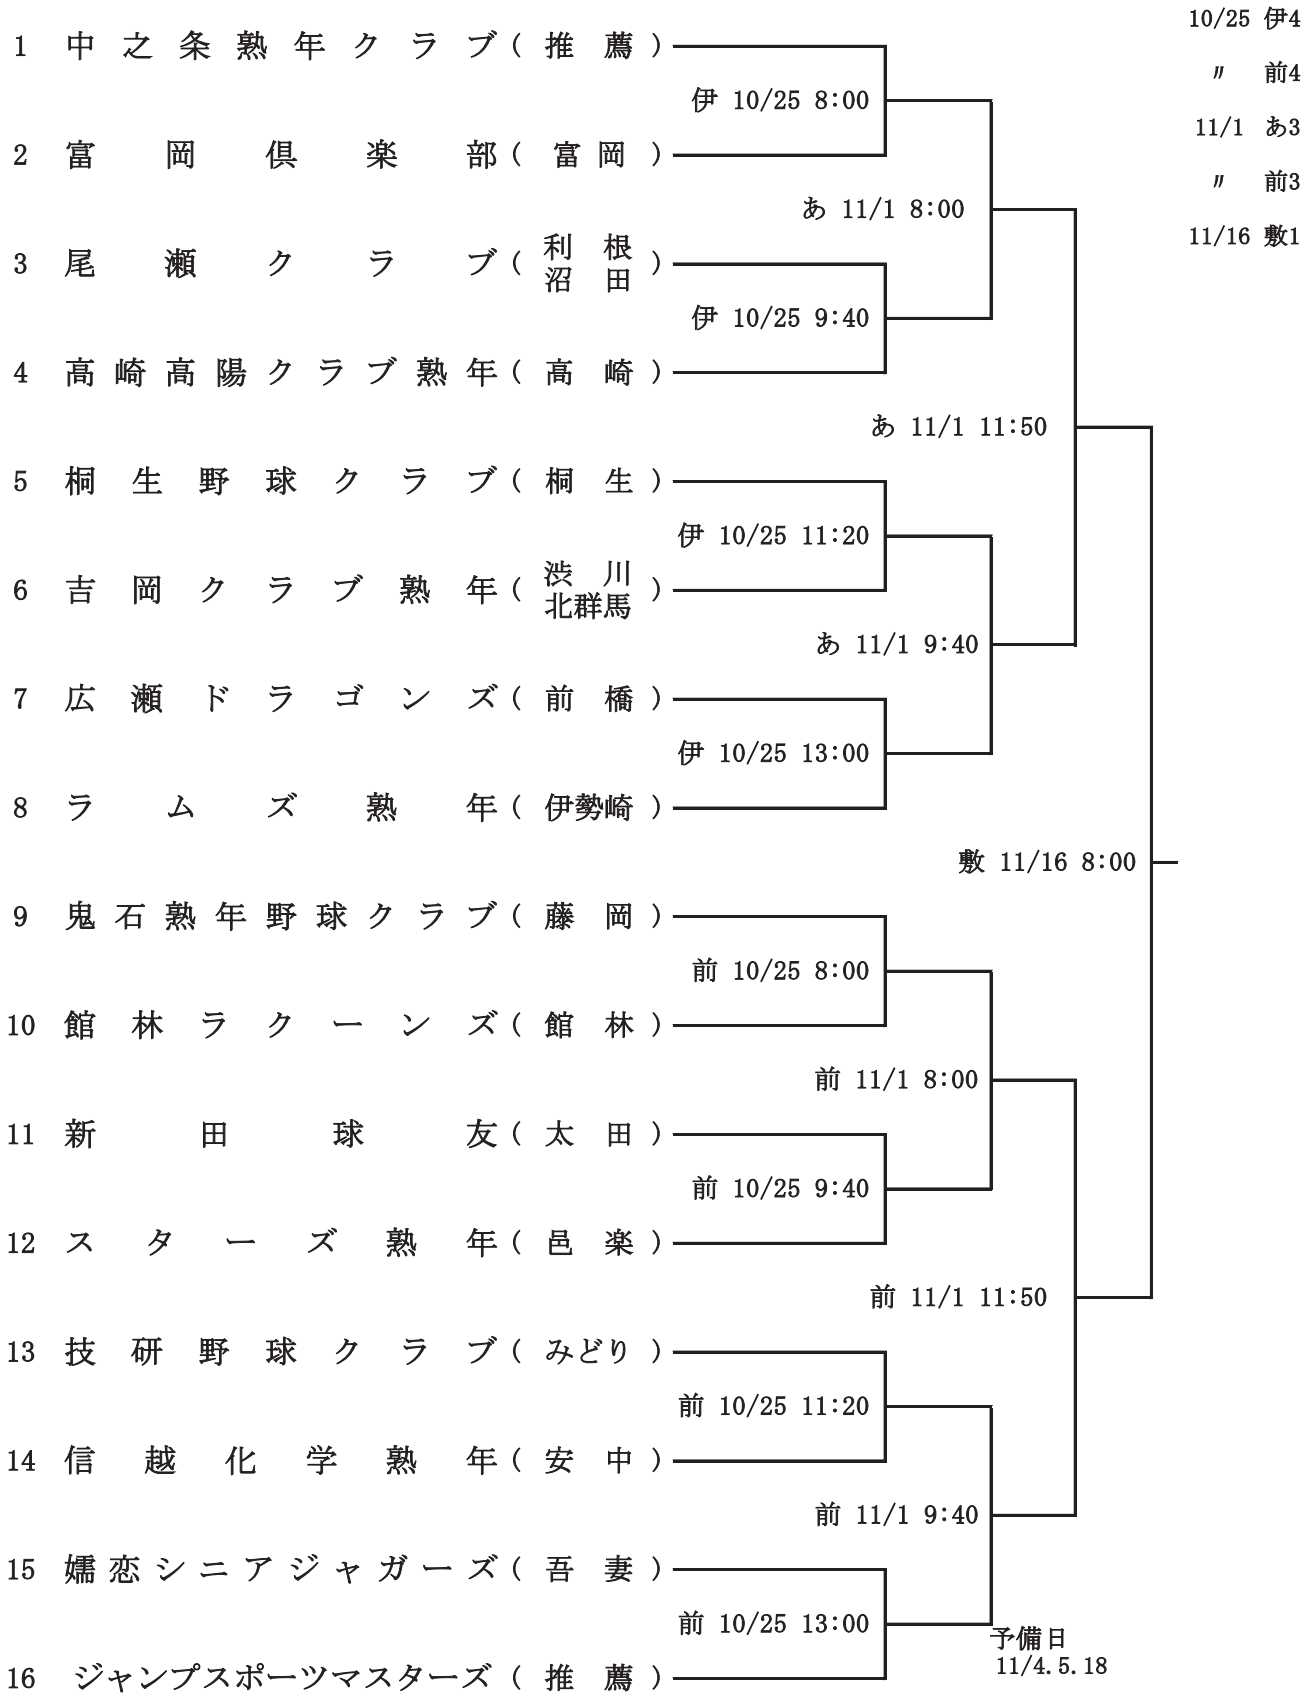 10/25 伊4
〃 前4
11/1 あ3
〃 前3
11/16 敷1
1 中之条熟年クラブ( 推薦 )
伊 10/25 8:00
2 富岡倶楽部( 富岡 )
あ 11/1 8:00
3 尾瀬クラブ( 利根沼田 )
伊 10/25 9:40
4 高崎高陽クラブ熟年( 高崎 )
あ 11/1 11:50
5 桐生野球クラブ( 桐生 )
伊 10/25 11:20
6 吉岡クラブ熟年( 渋川北群馬 )
あ 11/1 9:40
7 広瀬ドラゴンズ( 前橋 )
伊 10/25 13:00
8 ラムズ熟年( 伊勢崎 )
敷 11/16 8:00
9 鬼石熟年野球クラブ( 藤岡 )
前 10/25 8:00
10 館林ラクーンズ( 館林 )
前 11/1 8:00
11 新田球友( 太田 )
前 10/25 9:40
12 スターズ熟年( 邑楽 )
前 11/1 11:50
13 技研野球クラブ( みどり )
前 10/25 11:20
14 信越化学熟年( 安中 )
前 11/1 9:40
15 嬬恋シニアジャガーズ( 吾妻 )
前 10/25 13:00
予備日
11/4.5.18
16 ジャンプスポーツマスターズ( 推薦 )